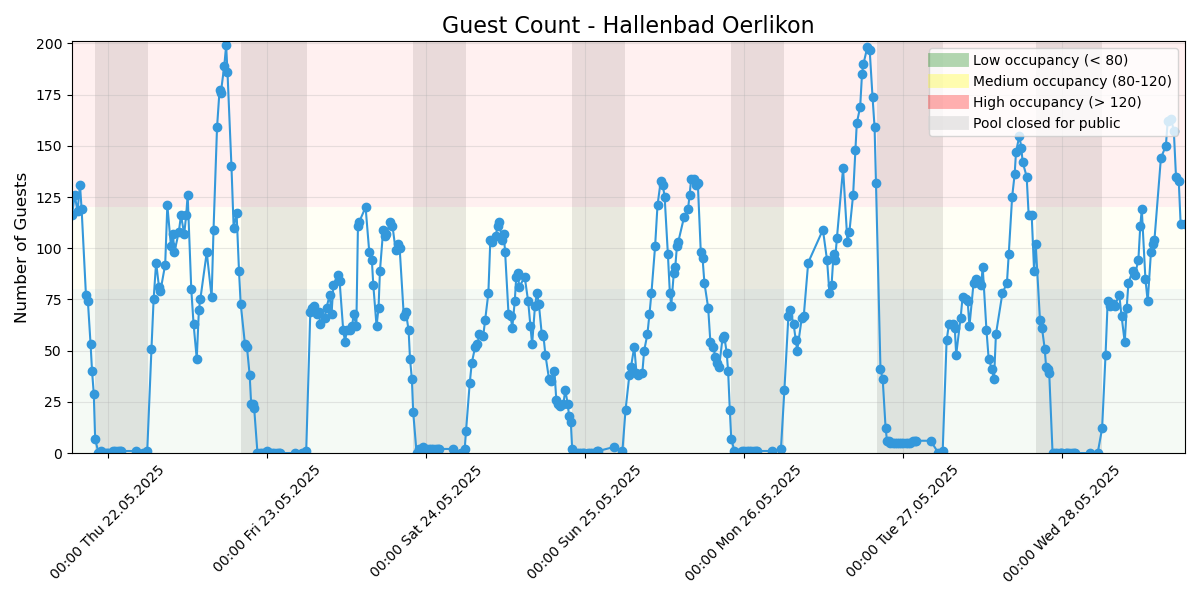 Guest Count - Hallenbad Oerlikon
Number of Guests
200
175
150
125
100
75
50
25
0
Low occupancy (< 80)
Medium occupancy (80-120)
High occupancy (> 120)
Pool closed for public
00:00 Thu 22.05.2025
00:00 Fri 23.05.2025
00:00 Sat 24.05.2025
00:00 Sun 25.05.2025
00:00 Mon 26.05.2025
00:00 Tue 27.05.2025
00:00 Wed 28.05.2025